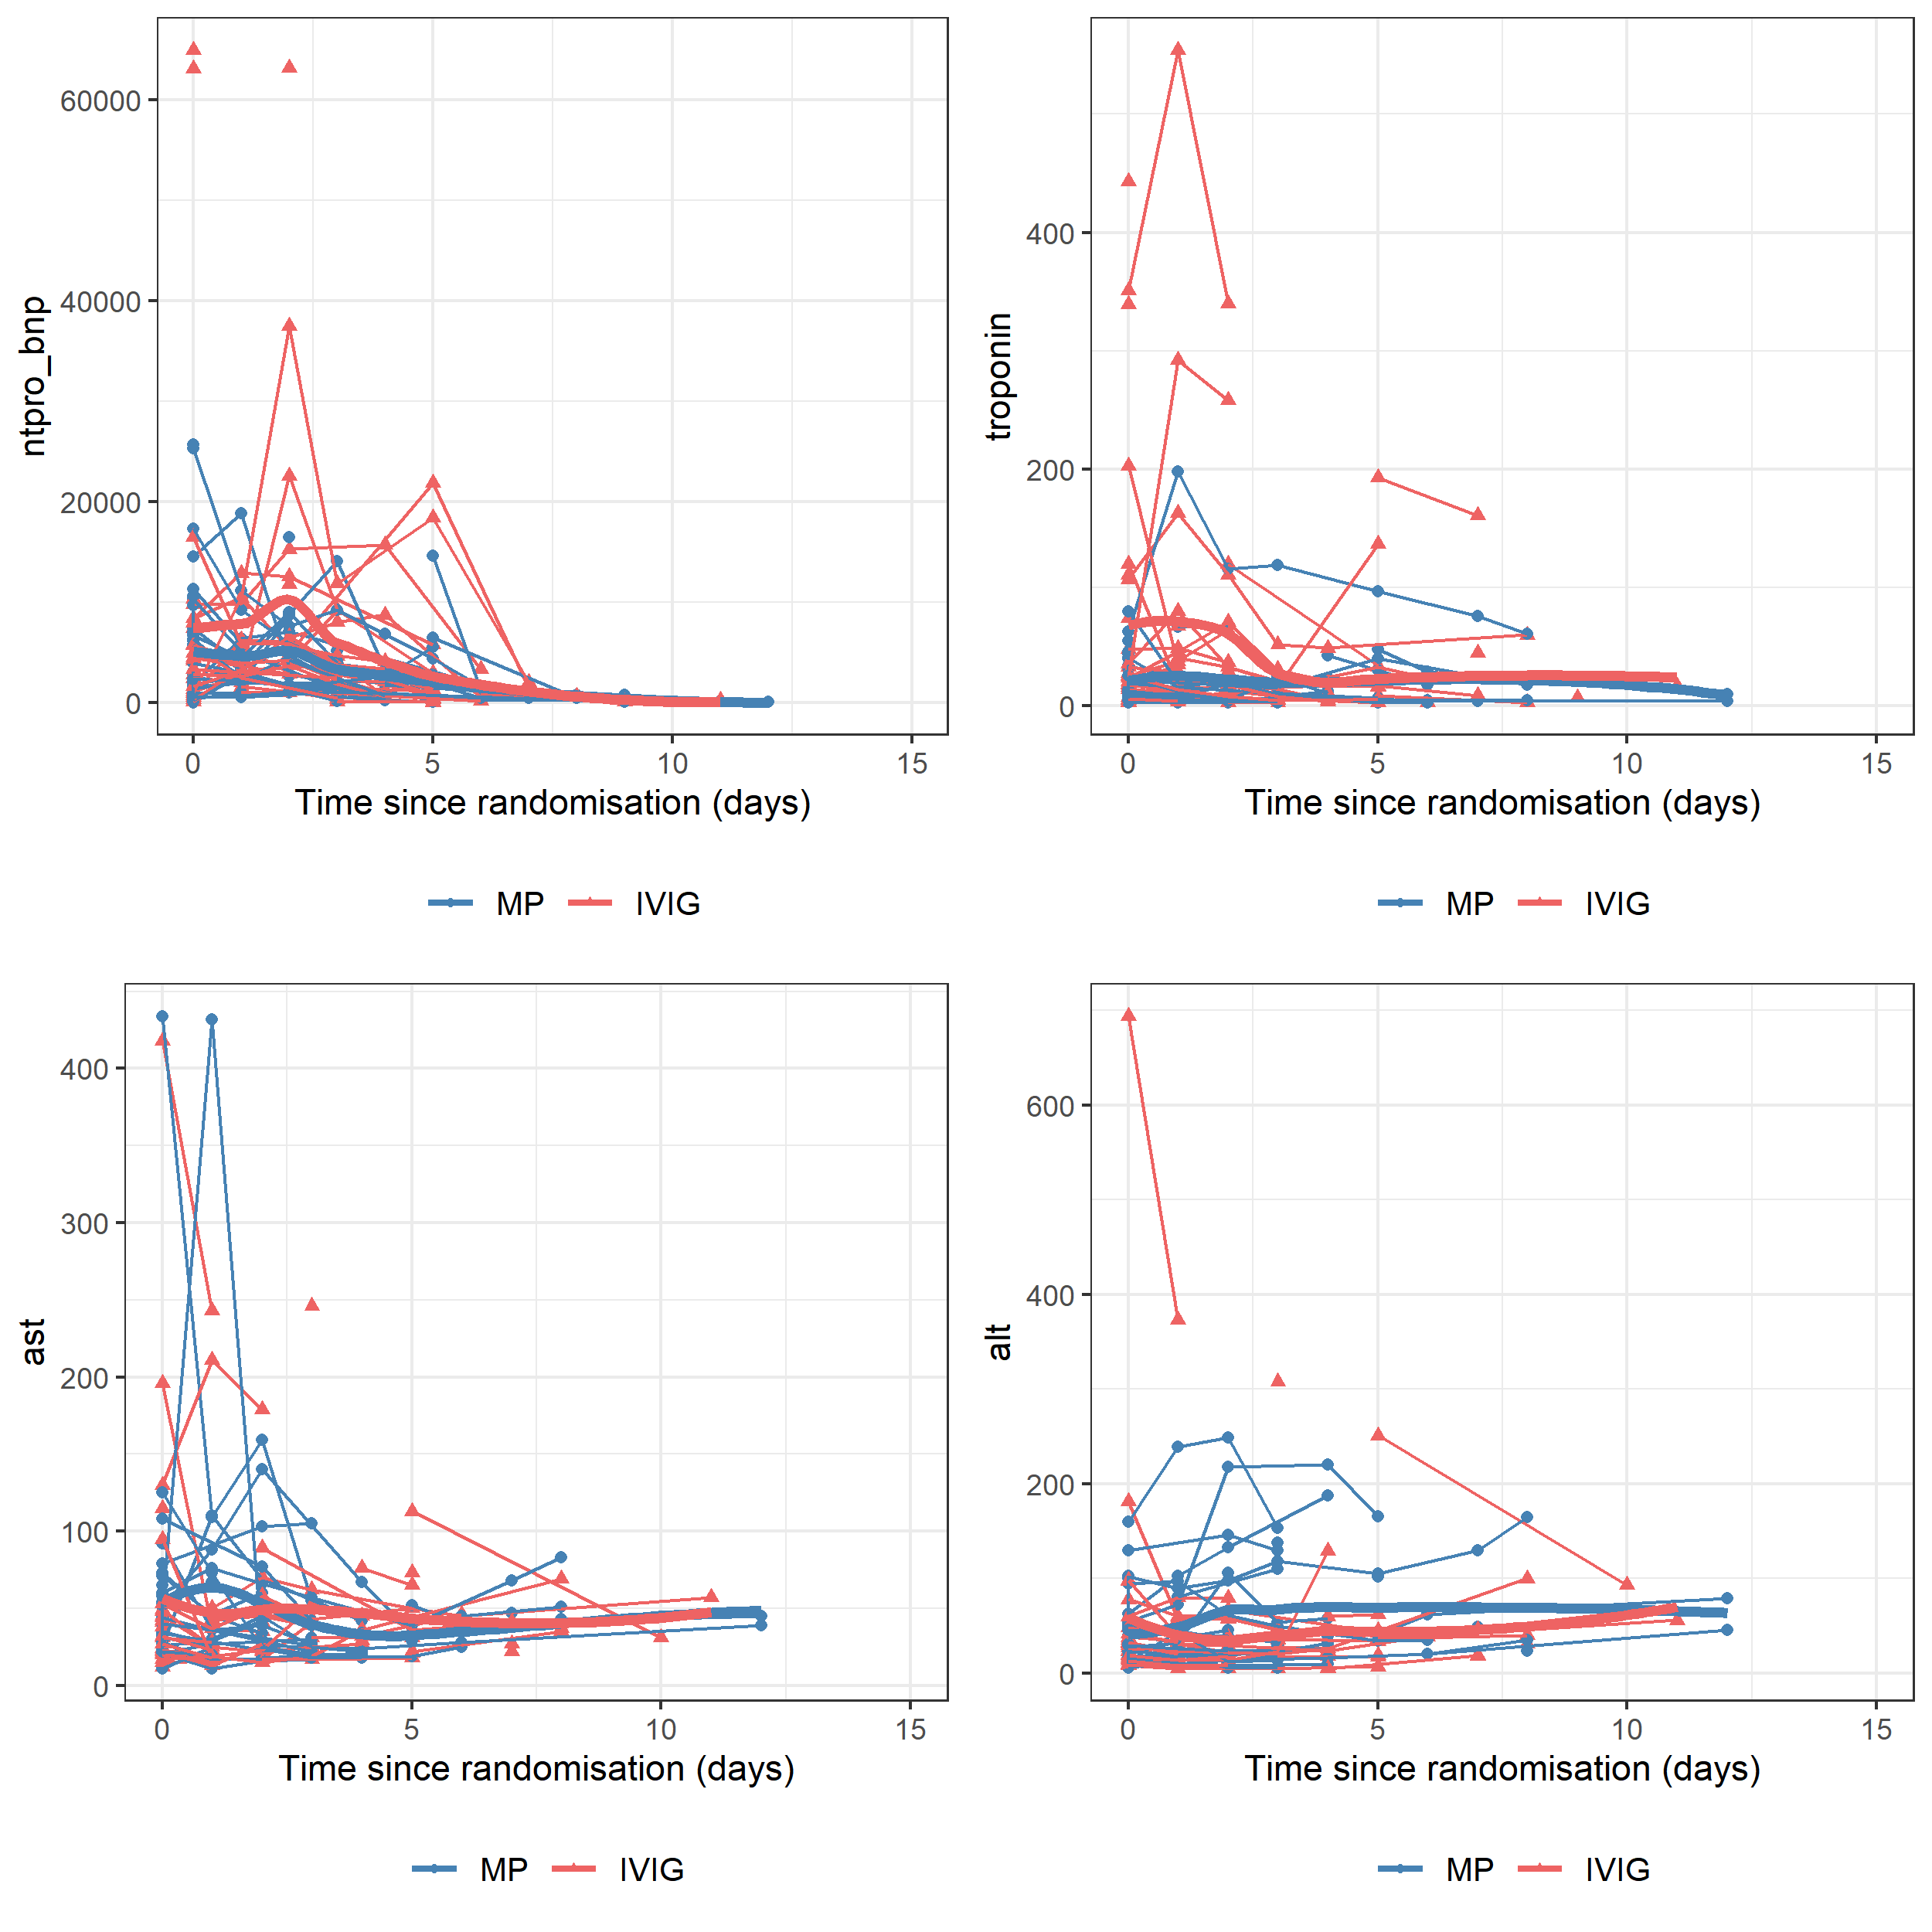 ntpro_bnp
60000
40000
20000
0
0 5 10 15
Time since randomisation (days)
MP IVIG
troponin
400
200
0
0 5 10 15
Time since randomisation (days)
MP IVIG
ast
400
300
200
100
0
0 5 10 15
Time since randomisation (days)
MP IVIG
alt
600
400
200
0
0 5 10 15
Time since randomisation (days)
MP IVIG